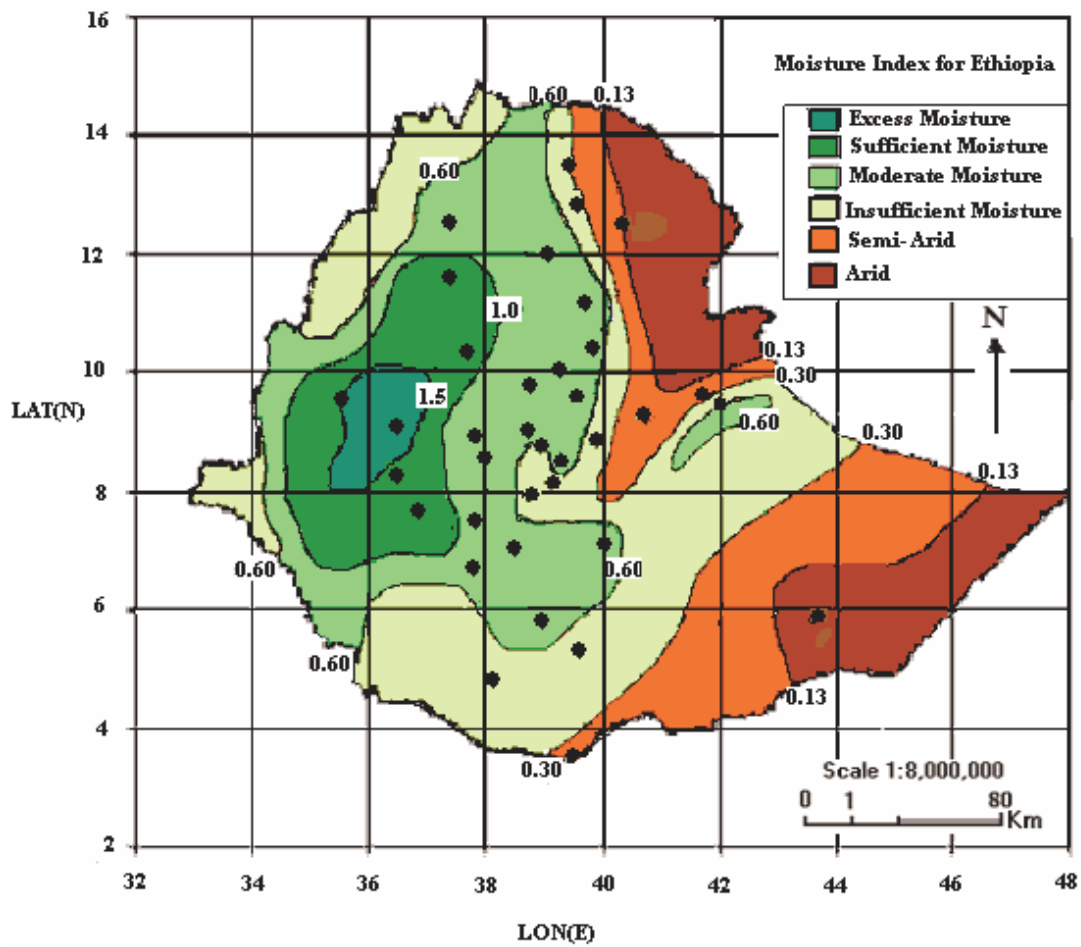 16
14
12
10
8
6
4
2
LAT(N)
32
34
36
38
40
42
44
46
48
LON(E)
Moisture Index for Ethiopia
Excess Moisture
Sufficient Moisture
Moderate Moisture
Insufficient Moisture
Semi-Arid
Arid
N
0.60
0.13
0.60
1.0
1.5
0.13
0.30
0.60
0.30
0.13
0.60
0.60
0.60
0.13
0.30
Scale 1:8,000,000
0 1 80
Km